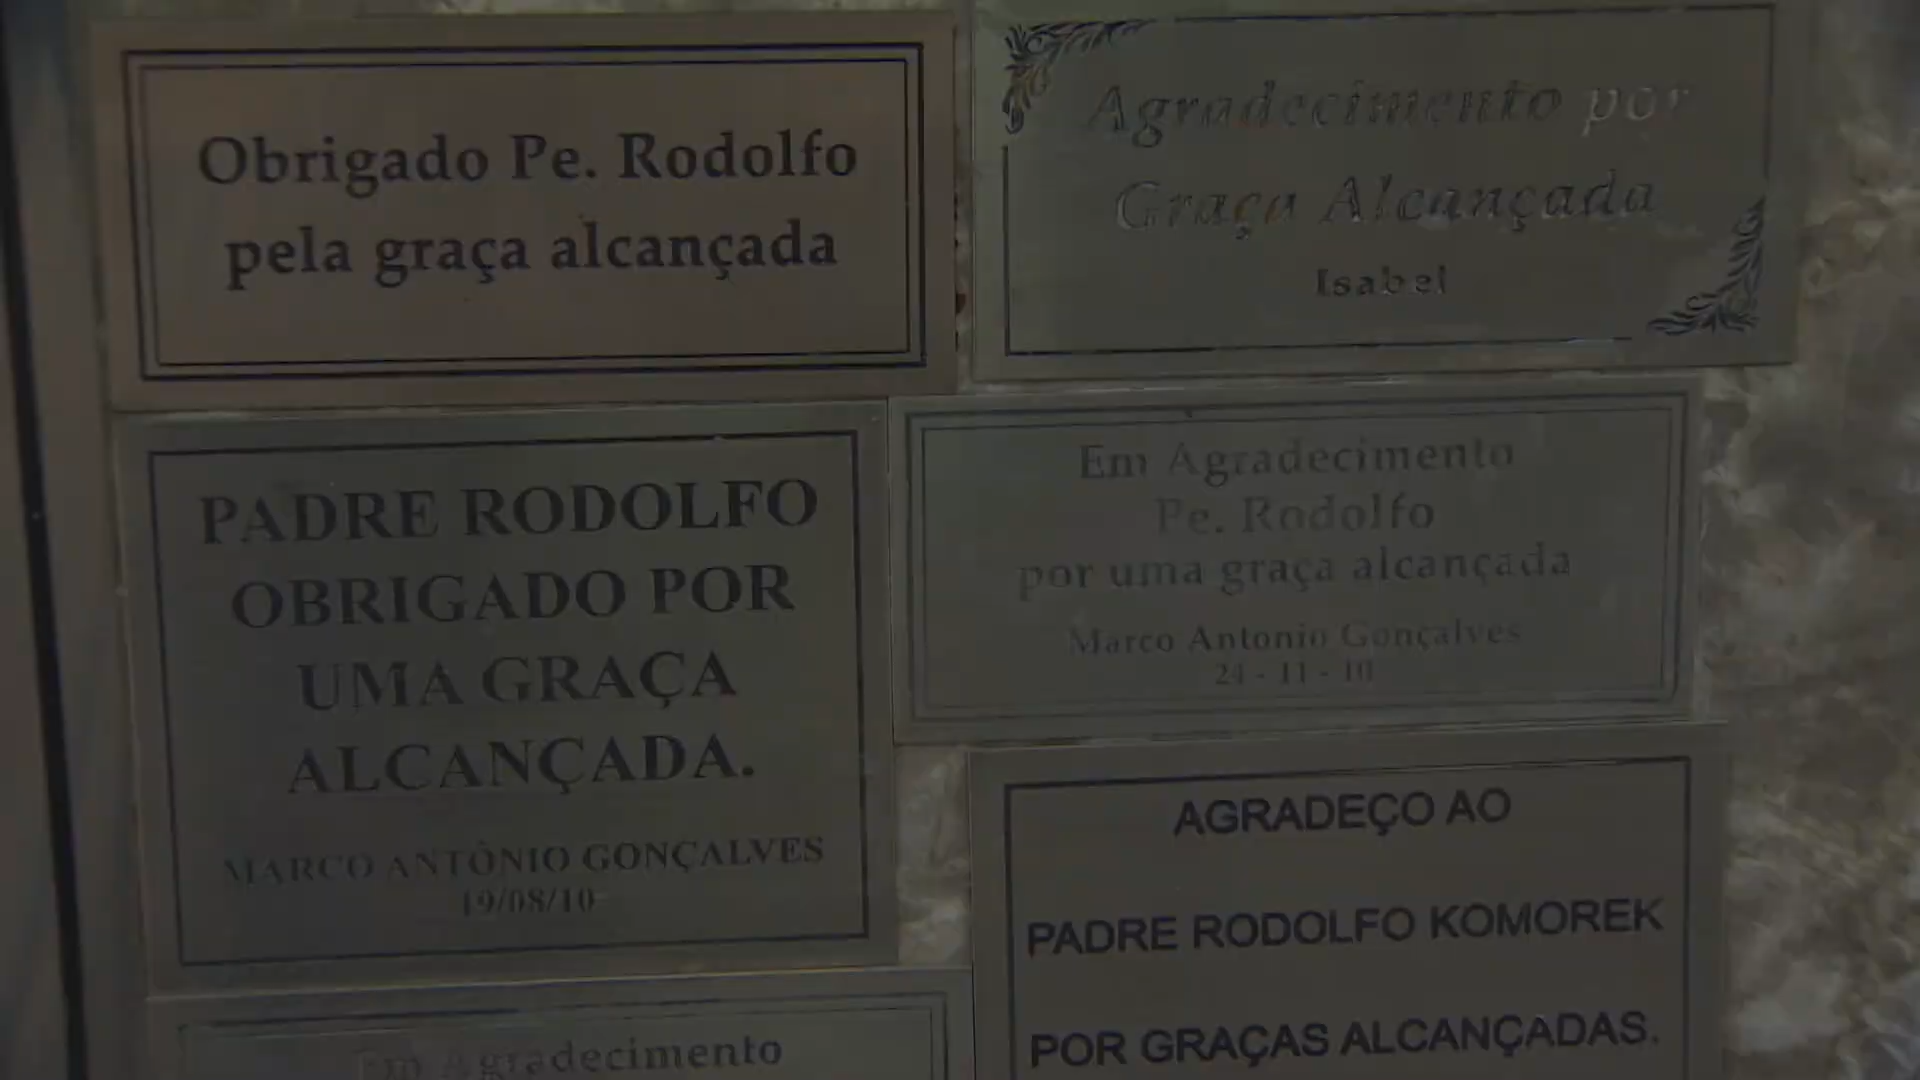 Obrigado Pe. Rodolfo
pela graça alcançada
Agradecimento por
Graça Alcançada
Isabel
PADRE RODOLFO
OBRIGADO POR
UMA GRAÇA
ALCANÇADA.
MARCO ANTÔNIO GONÇALVES
19/08/10
Em Agradecimento
Pe. Rodolfo
por uma graça alcançada
Marco Antonio Gonçalves
24 - 11 - 10
AGRADEÇO AO
PADRE RODOLFO KOMOREK
POR GRAÇAS ALCANÇADAS.
Em Agradecimento